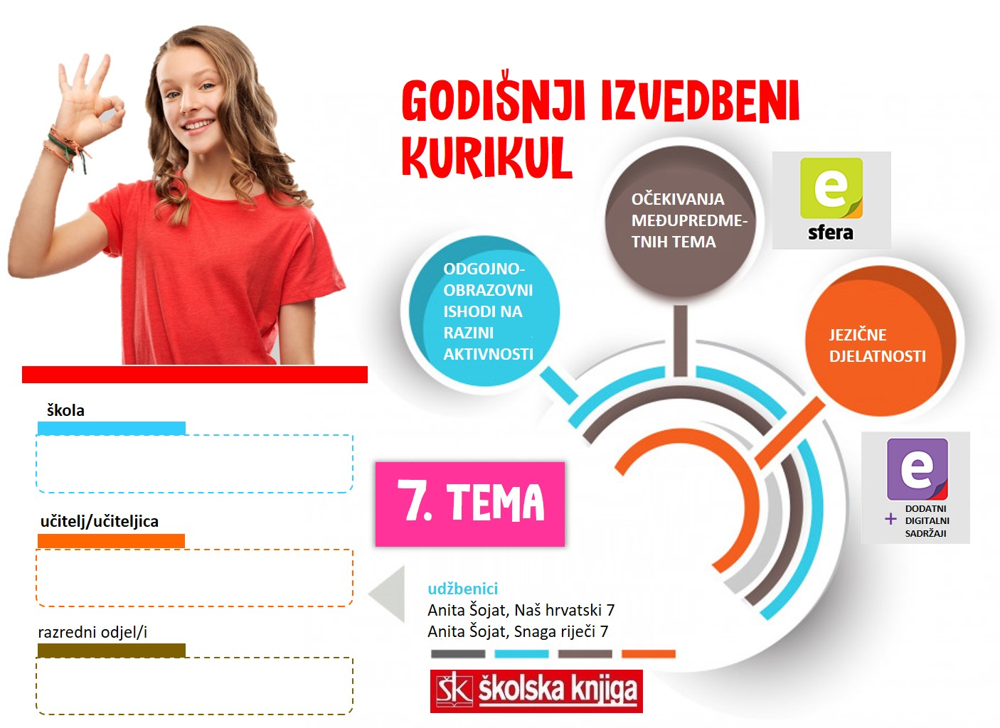 GODIŠNJI IZVEDBENI
KURIKUL
OČEKIVANJA
MEĐUPREDME-
TNIH TEMA
e
sfera
ODGOJNO-
OBRAZOVNI
ISHODI NA
RAZINI
AKTIVNOSTI
JEZIČNE
DJELATNOSTI
škola
učitelj/učiteljica
razredni odjel/i
7. TEMA
e
+ DODATNI
DIGITALNI
SADRŽAJI
udžbenici
Anita Šojat, Naš hrvatski 7
Anita Šojat, Snaga riječi 7
ŠK školska knjiga